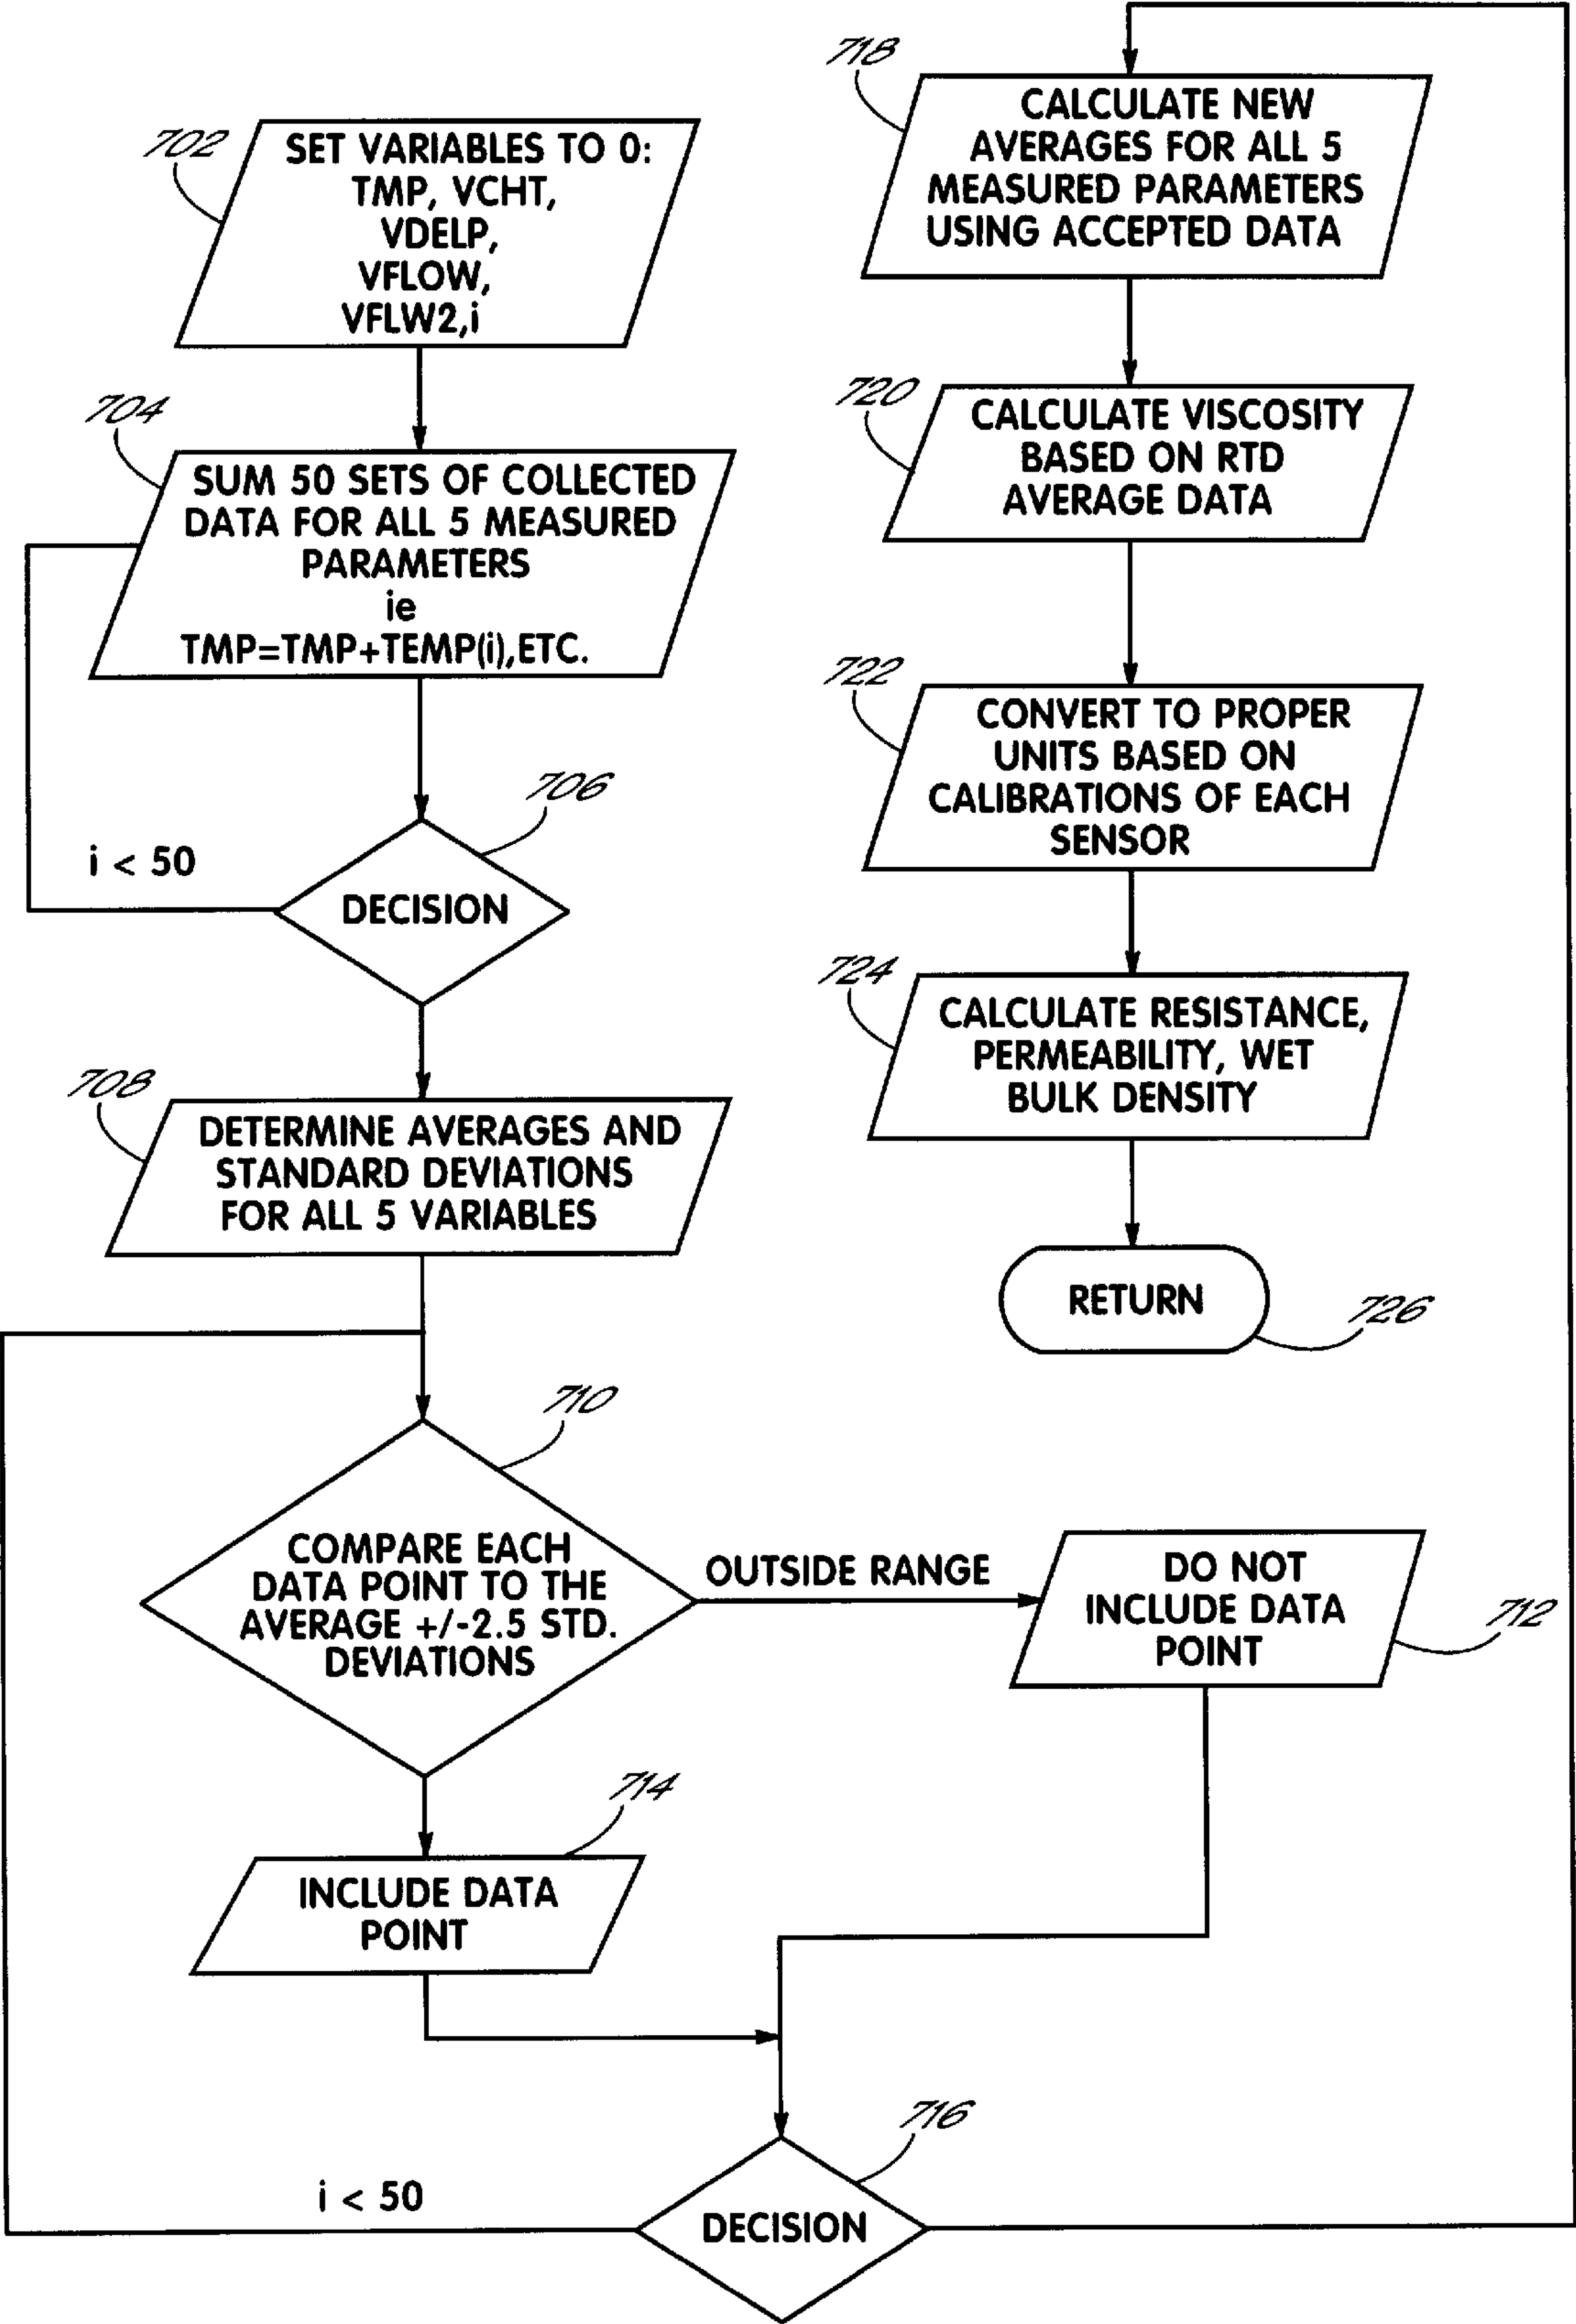 702
SET VARIABLES TO 0:
TMP, VCHT,
VDELP,
VFLOW,
VFLW2,i
704
SUM 50 SETS OF COLLECTED
DATA FOR ALL 5 MEASURED
PARAMETERS
ie
TMP=TMP+TEMP(i),ETC.
706
i < 50
DECISION
708
DETERMINE AVERAGES AND
STANDARD DEVIATIONS
FOR ALL 5 VARIABLES
710
COMPARE EACH
DATA POINT TO THE
AVERAGE +/-2.5 STD.
DEVIATIONS
OUTSIDE RANGE
DO NOT
INCLUDE DATA
POINT
712
714
INCLUDE DATA
POINT
716
i < 50
DECISION
718
CALCULATE NEW
AVERAGES FOR ALL 5
MEASURED PARAMETERS
USING ACCEPTED DATA
720
CALCULATE VISCOSITY
BASED ON RTD
AVERAGE DATA
722
CONVERT TO PROPER
UNITS BASED ON
CALIBRATIONS OF EACH
SENSOR
724
CALCULATE RESISTANCE,
PERMEABILITY, WET
BULK DENSITY
RETURN
726